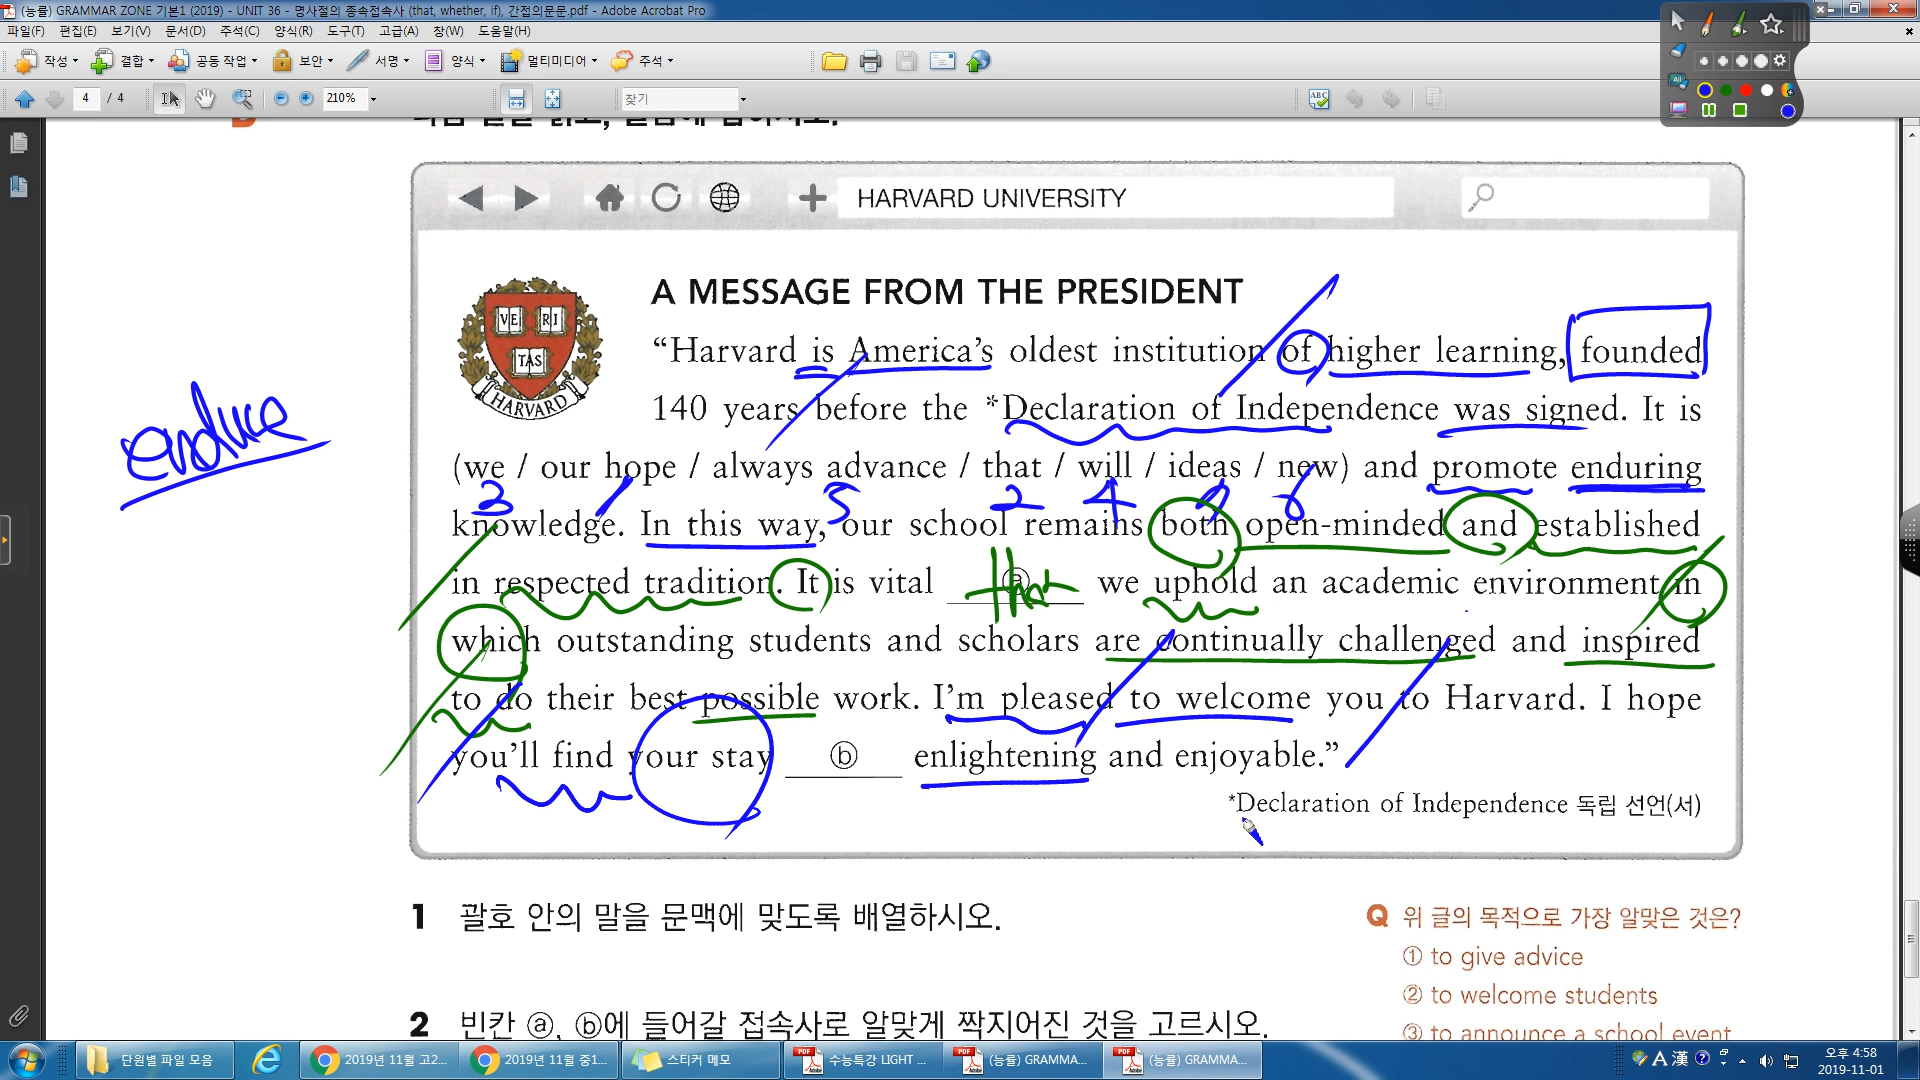 (능률) GRAMMAR ZONE 기본1 (2019) - UNIT 36 - 명사절의 종속접속사 (that, whether, if), 간접의문문.pdf - Adobe Acrobat Pro
파일(F) 편집(E) 보기(V) 문서(D) 주석(C) 양식(R) 도구(T) 고급(A) 창(W) 도움말(H)
작성 결합 공동 작업 보안 서명 양식 멀티미디어 주석
4 / 4 210% 찾기
HARVARD UNIVERSITY
VE RI TAS
HARVARD
A MESSAGE FROM THE PRESIDENT
“Harvard is America’s oldest institution of higher learning, founded
140 years before the *Declaration of Independence was signed. It is
(we / our hope / always advance / that / will / ideas / new) and promote enduring
3 1 5 2 4 6
knowledge. In this way, our school remains both open-minded and established
in respected tradition. It is vital ⓐ that we uphold an academic environment in
which outstanding students and scholars are continually challenged and inspired
to do their best possible work. I’m pleased to welcome you to Harvard. I hope
you’ll find your stay ⓑ enlightening and enjoyable.”
*Declaration of Independence 독립 선언(서)
1 괄호 안의 말을 문맥에 맞도록 배열하시오.
2 빈칸 ⓐ, ⓑ에 들어갈 접속사로 알맞게 짝지어진 것을 고르시오.
Q 위 글의 목적으로 가장 알맞은 것은?
① to give advice
② to welcome students
③ to announce a school event
단원별 파일 모음 2019년 11월 고2... 2019년 11월 중1... 스티커 메모 수능특강 LIGHT ... (능률) GRAMMA... (능률) GRAMMA...
A 漢
오후 4:58
2019-11-01